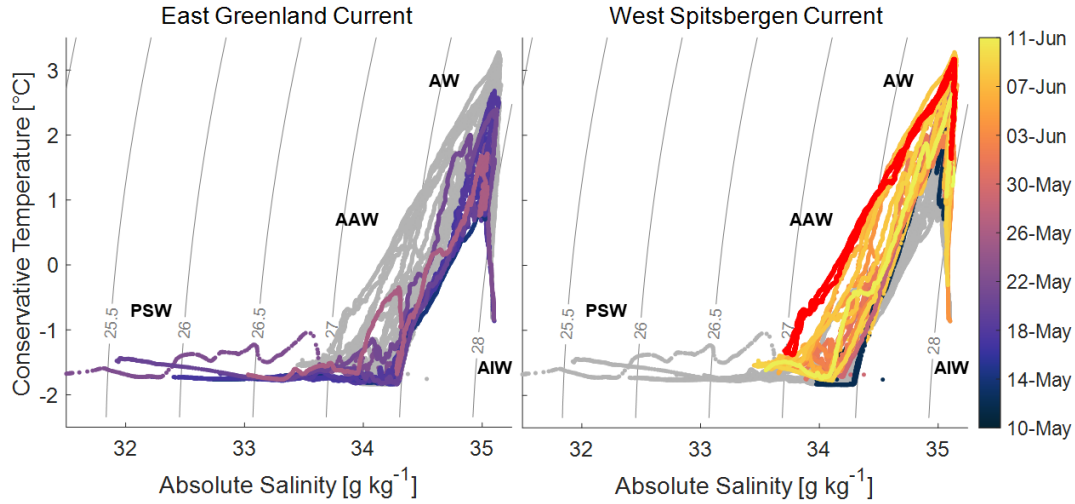 East Greenland Current
West Spitsbergen Current
Conservative Temperature [°C]
3
2
1
0
-1
-2
AW
AAW
PSW
AIW
25.5
26
26.5
27
28
32
33
34
35
Absolute Salinity [g kg-1]
AW
AAW
PSW
AIW
25.5
26
26.5
27
28
32
33
34
35
Absolute Salinity [g kg-1]
11-Jun
07-Jun
03-Jun
30-May
26-May
22-May
18-May
14-May
10-May